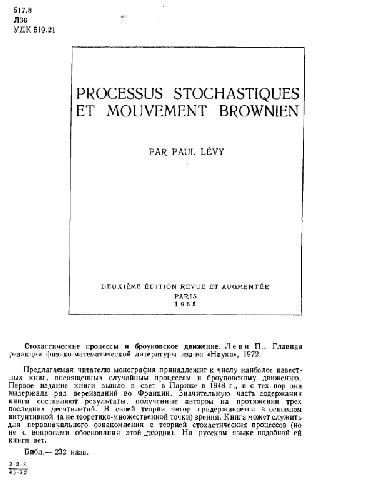 517.8
Л36
УДК 519.21
PROCESSUS STOCHASTIQUES
ET MOUVEMENT BROWNIEN
PAR PAUL LÉVY
DEUXIÈME ÉDITION REVUE ET AUGMENTÉE
PARIS
Стохастические процессы и броуновское движение. Леви П., Главная
редакция физико-математической литературы изд-ва «Наука», 1972.
Предлагаемая читателю монография принадлежит к числу наиболее извест-
ных книг, посвященных случайным процессам и броуновскому движению.
Первое издание книги вышло в свет в Париже в 1948 г., и с тех пор она
выдержала ряд переизданий во Франции. Значительную часть содержания
книги составляют результаты, полученные автором на протяжении трех
последних десятилетий. В своей теории автор придерживается в основном
интуитивной (а не теоретико-множественной точки) зрения. Книга может служить
для первоначального ознакомления с теорией стохастических процессов (но
не с вопросами обоснования этой теории). На русском языке подобной ей
книги нет.
Библ.— 232 назв.
2-2-3